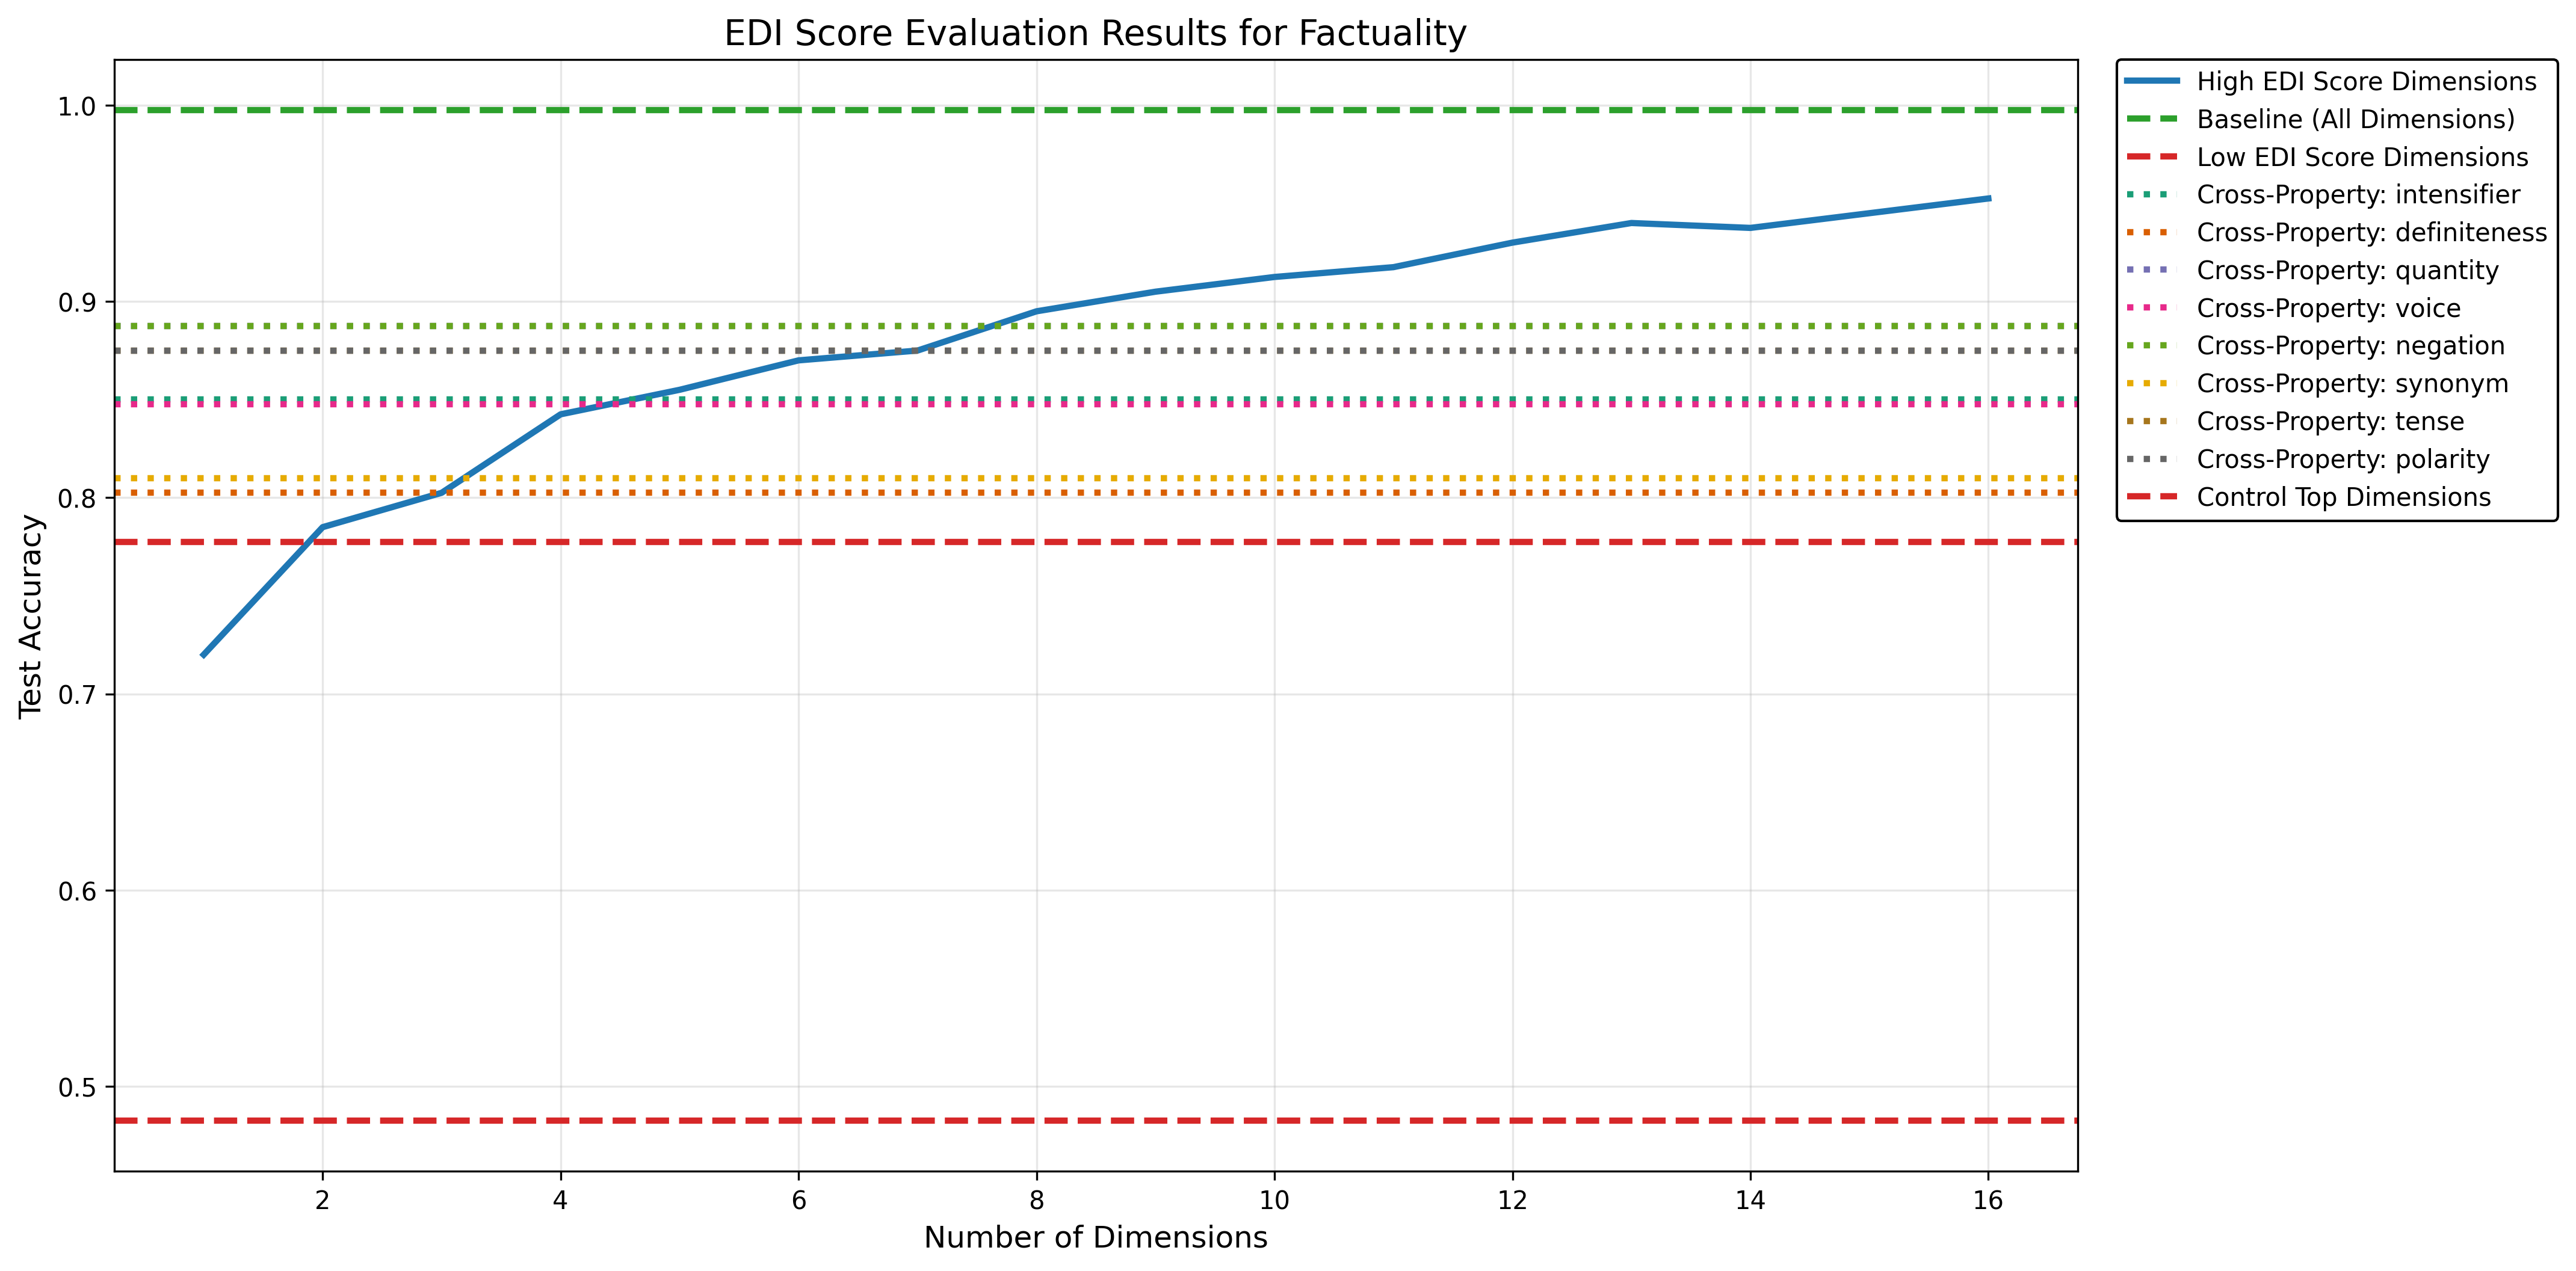 EDI Score Evaluation Results for Factuality
Test Accuracy
1.0
0.9
0.8
0.7
0.6
0.5
2
4
6
8
10
12
14
16
Number of Dimensions
High EDI Score Dimensions
Baseline (All Dimensions)
Low EDI Score Dimensions
Cross-Property: intensifier
Cross-Property: definiteness
Cross-Property: quantity
Cross-Property: voice
Cross-Property: negation
Cross-Property: synonym
Cross-Property: tense
Cross-Property: polarity
Control Top Dimensions